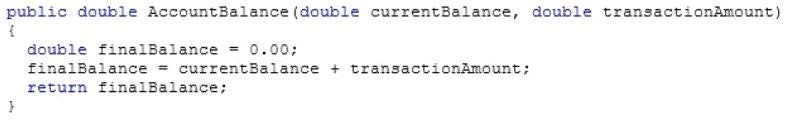 public double AccountBalance(double currentBalance, double transactionAmount)
{
  double finalBalance = 0.00;
  finalBalance = currentBalance + transactionAmount;
  return finalBalance;
}